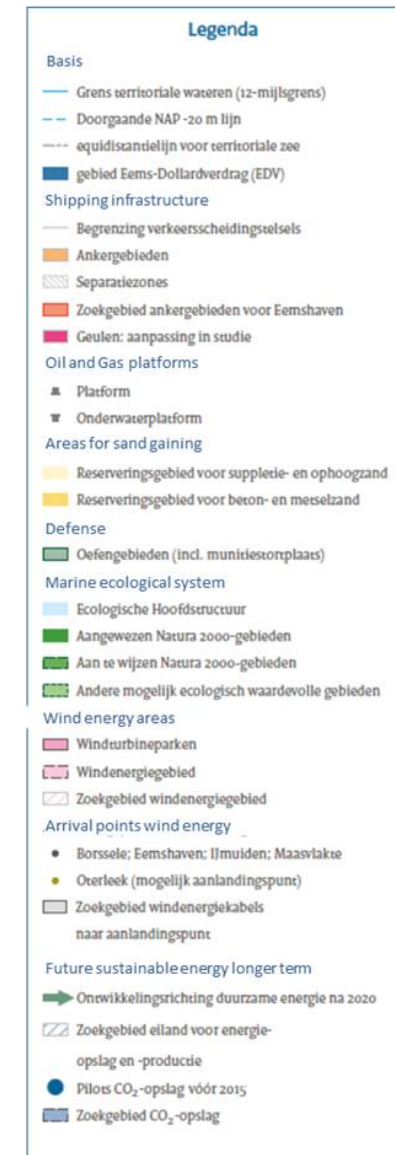 Legenda
Basis
Grens territoriale wateren (12-mijlsgrens)
Doorgaande NAP -20 m lijn
equidistantielijn voor territoriale zee
gebied Eems-Dollardverdrag (EDV)
Shipping infrastructure
Begrenzing verkeersscheidingstelsels
Ankergebieden
Separatiezones
Zoekgebied ankergebieden voor Eemshaven
Geulen: aanpassing in studie
Oil and Gas platforms
Platform
Onderwaterplatform
Areas for sand gaining
Reserveringsgebied voor suppletie- en ophoogzand
Reserveringsgebied voor beton- en metselzand
Defense
Oefengebieden (incl. munitiestortplaats)
Marine ecological system
Ecologische Hoofdstructuur
Aangewezen Natura 2000-gebieden
Aan te wijzen Natura 2000-gebieden
Andere mogelijk ecologisch waardevolle gebieden
Wind energy areas
Windturbineparken
Windenergiegebied
Zoekgebied windenergiegebied
Arrival points wind energy
Borssele; Eemshaven; IJmuiden; Maasvlakte
Oterleek (mogelijk aanlandingspunt)
Zoekgebied windenergiekabels
naar aanlandingspunt
Future sustainable energy longer term
Ontwikkelingsrichting duurzame energie na 2020
Zoekgebied eiland voor energie-
opslag en -productie
Pilots CO₂-opslag vóór 2015
Zoekgebied CO₂-opslag